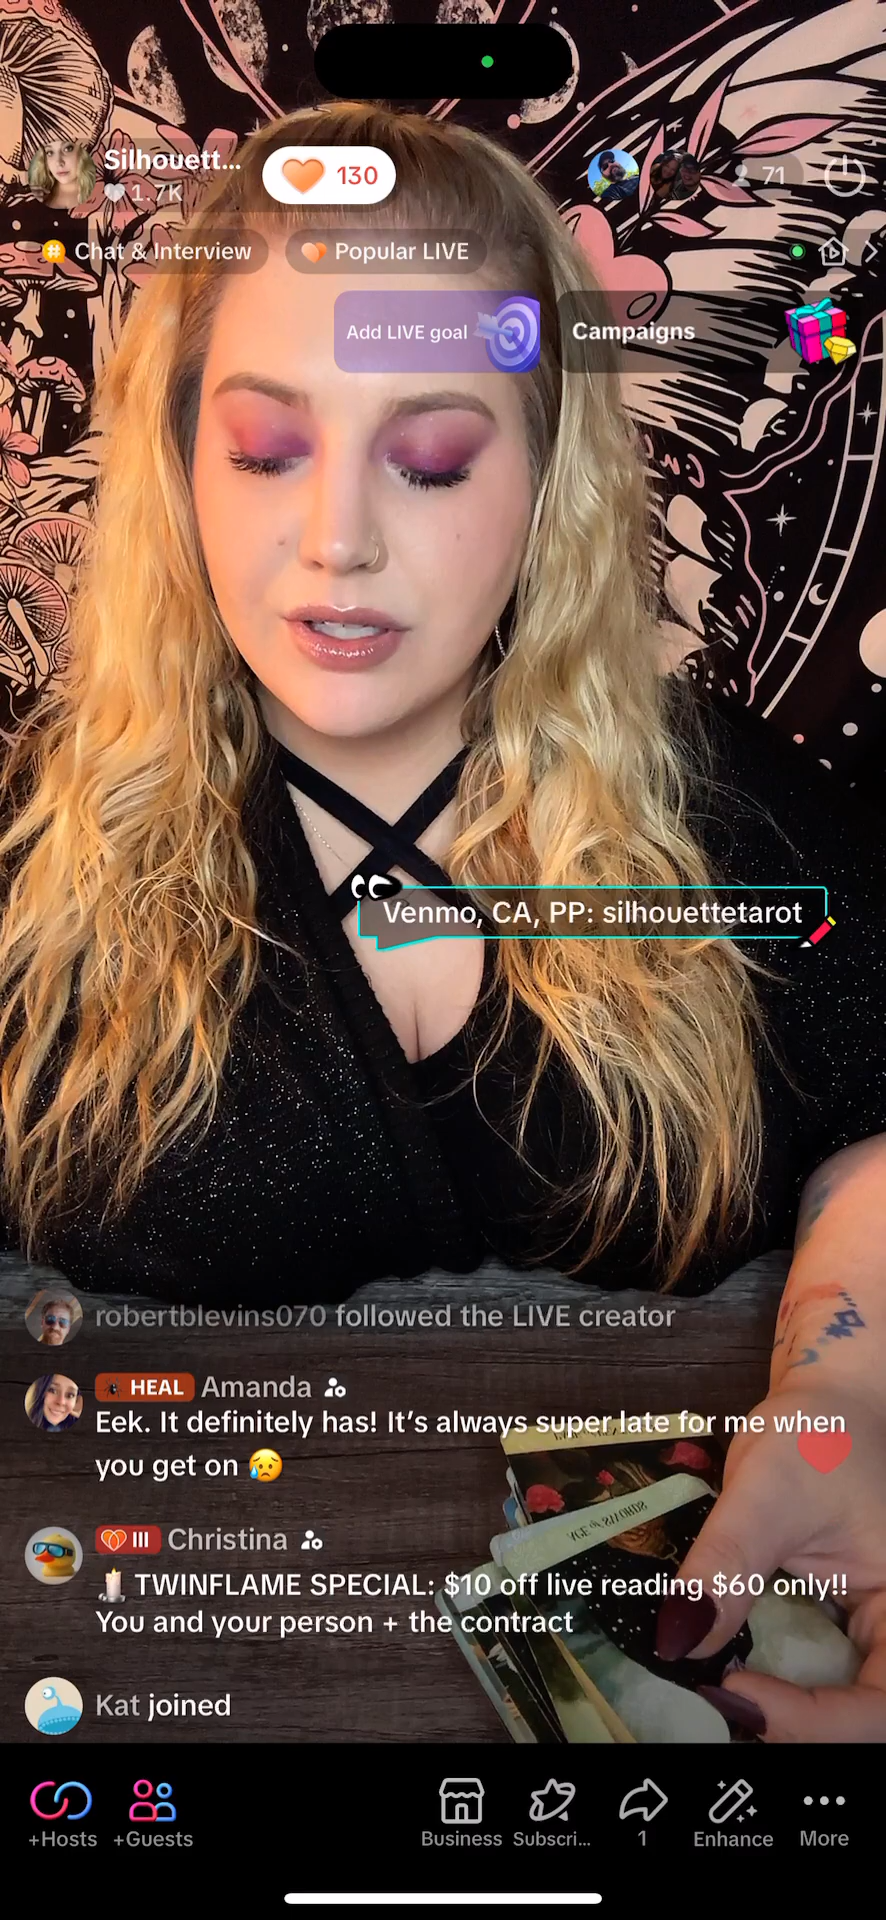 Silhouett...
1.7K
130
71
Chat & Interview
Popular LIVE
Add LIVE goal
Campaigns
Venmo, CA, PP: silhouettetarot
robertblevins070 followed the LIVE creator
HEAL Amanda
Eek. It definitely has! It’s always super late for me when
you get on 😥
III Christina
🕯️ TWINFLAME SPECIAL: $10 off live reading $60 only!!
You and your person + the contract
Kat joined
+Hosts
+Guests
Business
Subscri...
1
Enhance
More